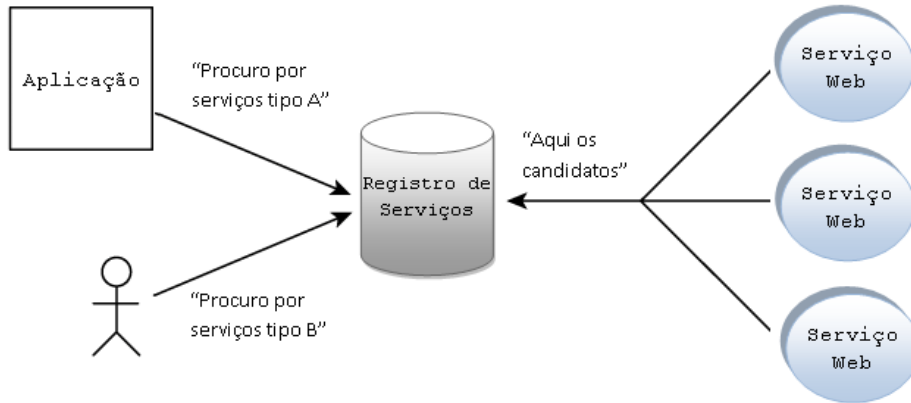 Aplicação
“Procuro por
serviços tipo A”
Registro de
Serviços
“Procuro por
serviços tipo B”
“Aqui os
candidatos”
Serviço
Web
Serviço
Web
Serviço
Web